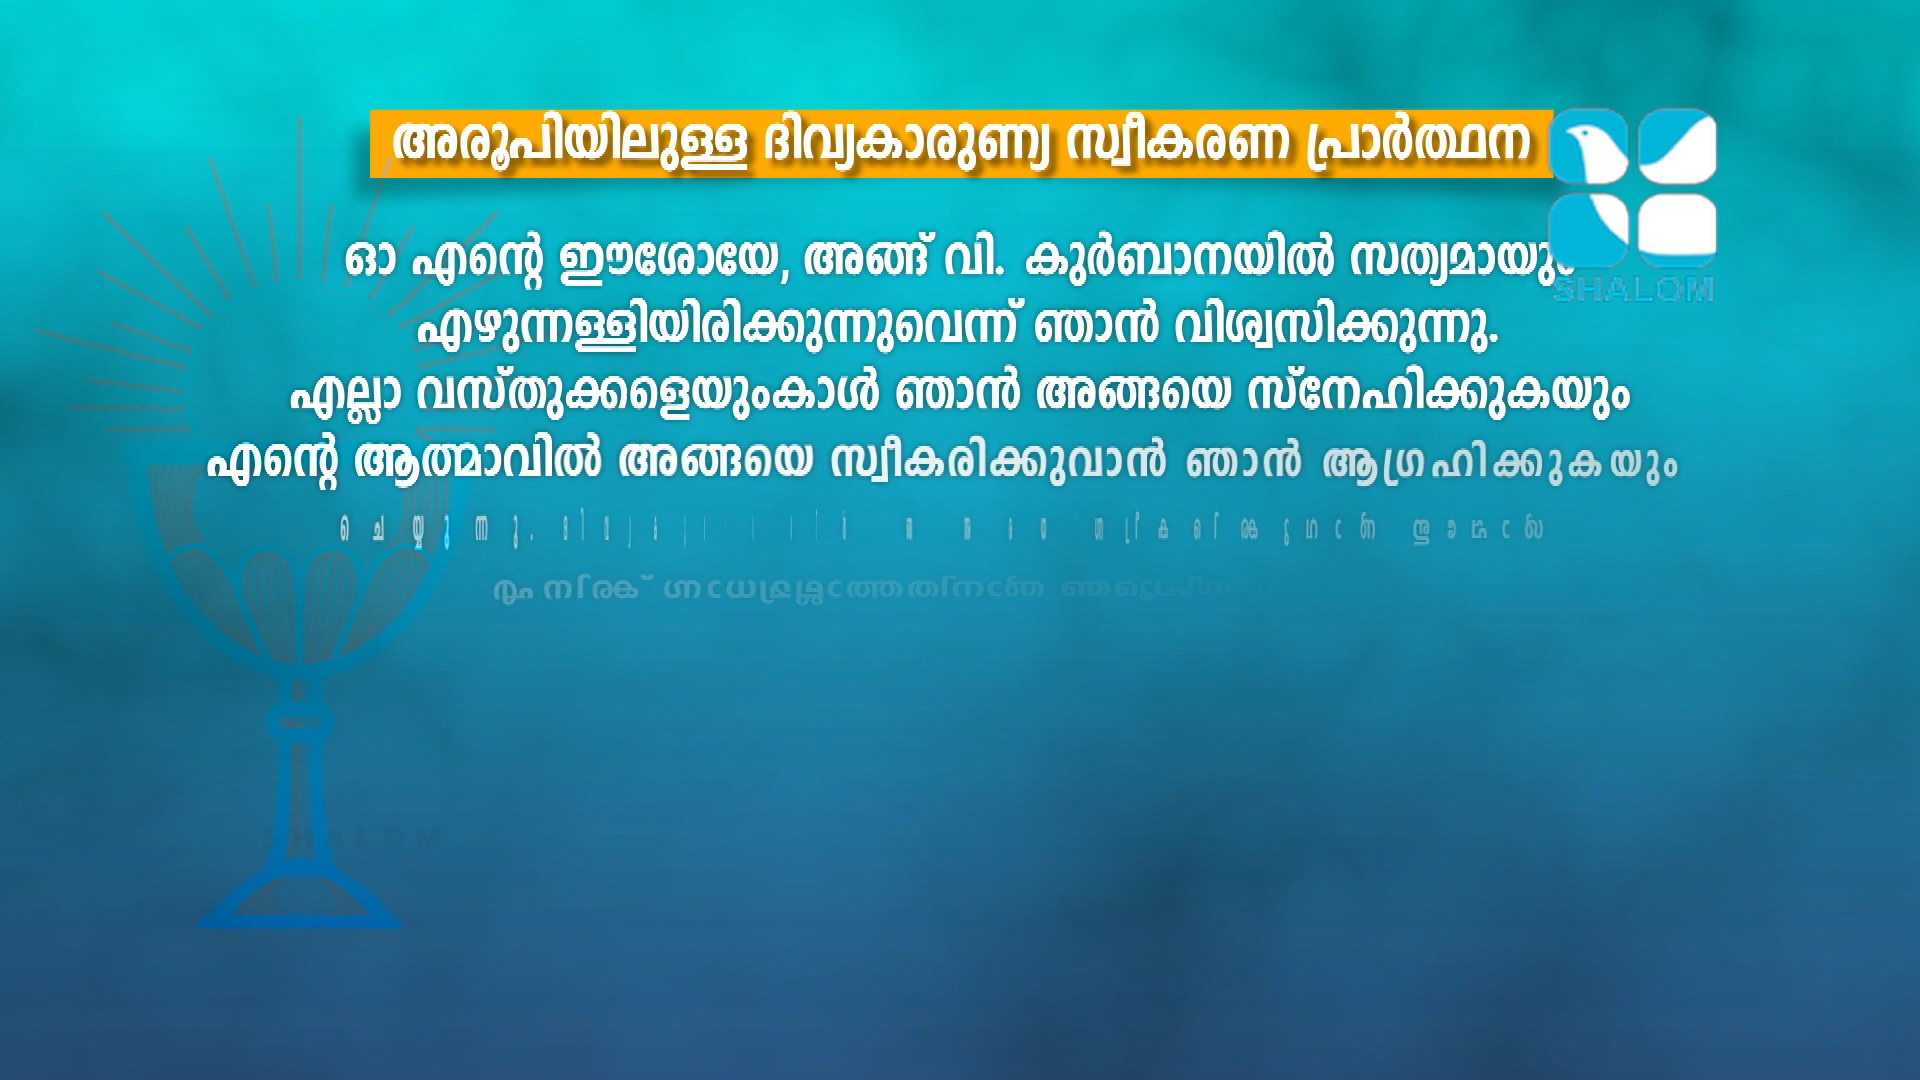 അരൂപിയിലുള്ള ദിവ്യകാരുണ്യ സ്വീകരണ പ്രാർത്ഥന
ഓ എന്റെ ഈശോയേ, അങ്ങ് വി. കുർബാനയിൽ സത്യമായും
എഴുന്നള്ളിയിരിക്കുന്നുവെന്ന് ഞാൻ വിശ്വസിക്കുന്നു.
എല്ലാ വസ്തുക്കളെയുംകാൾ ഞാൻ അങ്ങയെ സ്നേഹിക്കുകയും
എന്റെ ആത്മാവിൽ അങ്ങയെ സ്വീകരിക്കുവാൻ ഞാൻ ആഗ്രഹിക്കുകയും
ചെയ്യുന്നു.
SHALOM
SHALOM